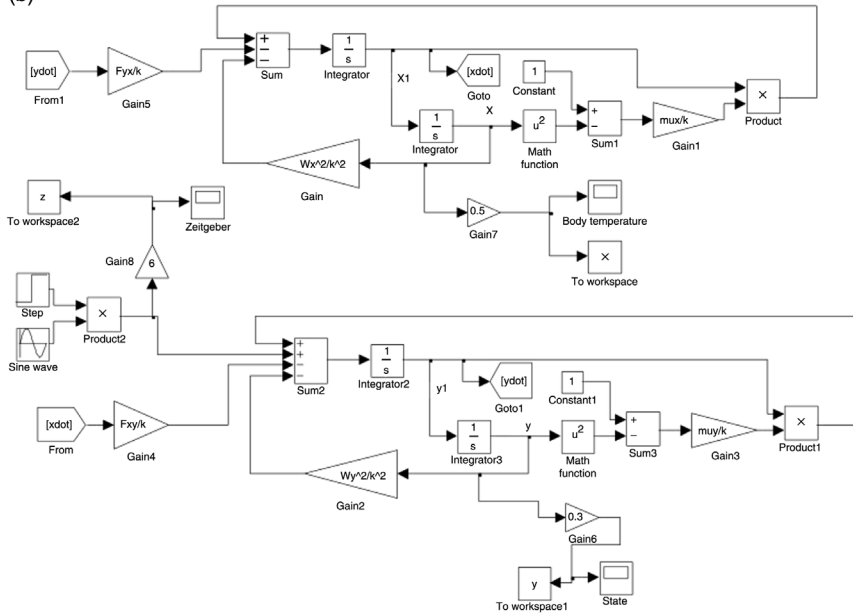 (b)
+
−
−
Sum
1
s
Integrator
[ydot]
From1
Fyx/k
Gain5
[xdot]
Goto
X1
1
Constant
1
s
Integrator
X
u2
Math
function
+
−
Sum1
mux/k
Gain1
×
Product
Wx^2/k^2
Gain
z
To workspace2
Zeitgeber
0.5
Gain7
Body temperature
×
To workspace
Gain8
6
Step
Sine wave
×
Product2
+
+
−
−
Sum2
1
s
Integrator2
[ydot]
Goto1
y1
1
Constant1
[xdot]
From
Fxy/k
Gain4
1
s
Integrator3
y
u2
Math
function
+
−
Sum3
muy/k
Gain3
×
Product1
Wy^2/k^2
Gain2
0.3
Gain6
y
To workspace1
State